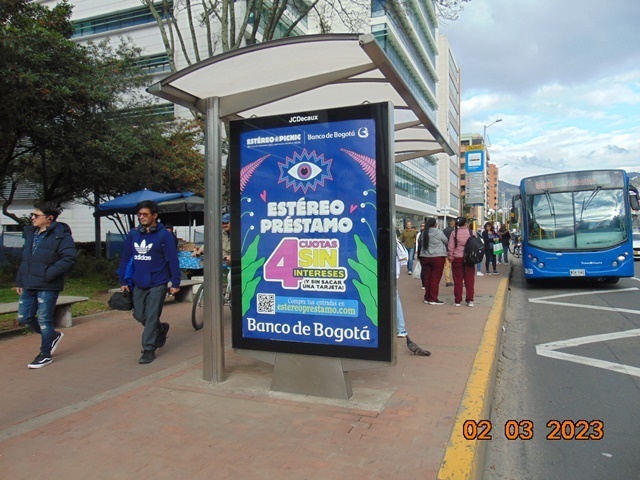 JCDecaux
ESTÉREO PICNIC | Banco de Bogotá
ESTÉREO
PRÉSTAMO
4 CUOTAS
SIN
INTERESES
¡Y SIN SACAR
UNA TARJETA!
Compra tus entradas en
estereoprestamo.com
Banco de Bogotá
adidas
02 03 2023